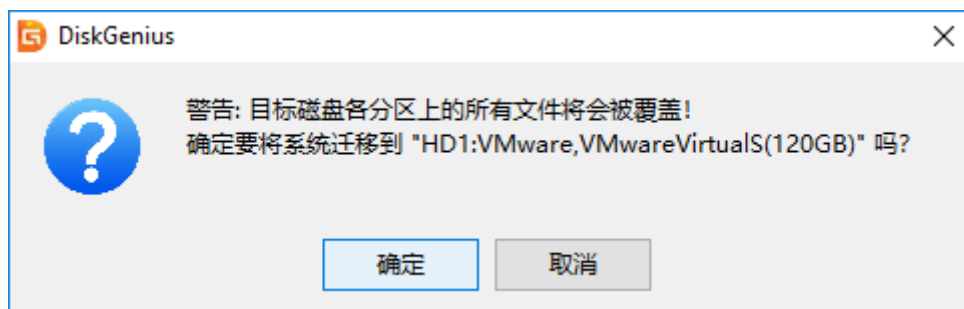 DiskGenius
警告: 目标磁盘各分区上的所有文件将会被覆盖!
确定要将系统迁移到 "HD1:VMware,VMwareVirtualS(120GB)" 吗?
确定
取消